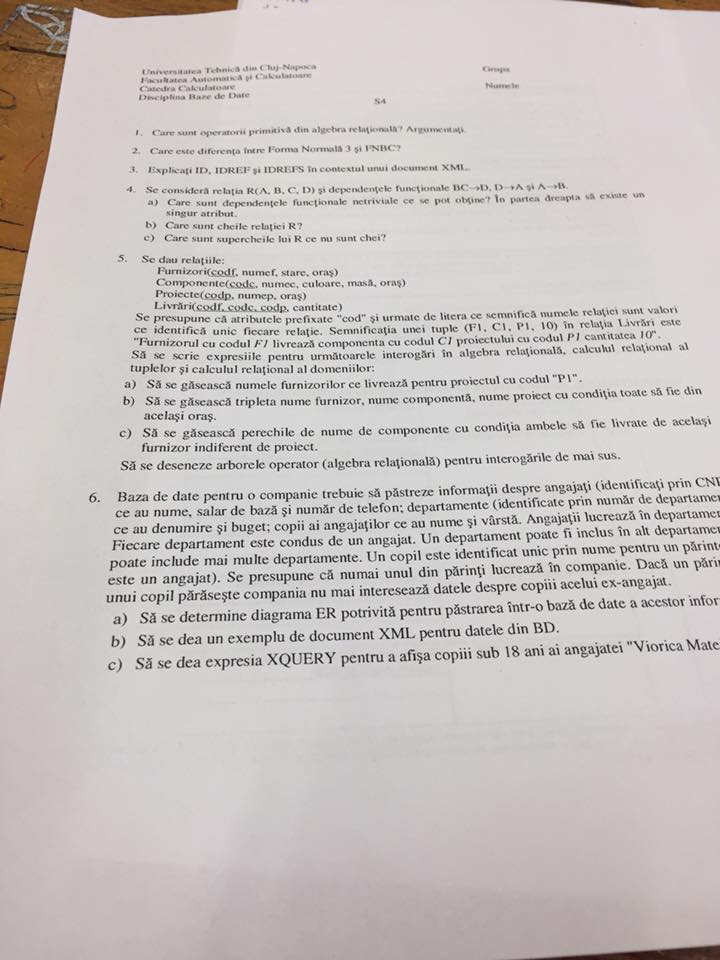 Universitatea Tehnică din Cluj-Napoca
Facultatea Automatică şi Calculatoare
Catedra Calculatoare
Disciplina Baze de Date
Grupa
Numele
S4
1. Care sunt operatorii primitivă din algebra relaţională? Argumentaţi.
2. Care este diferenţa între Forma Normală 3 şi FNBC?
3. Explicaţi ID, IDREF şi IDREFS în contextul unui document XML.
4. Se consideră relaţia R(A, B, C, D) şi dependenţele funcţionale BC→D, D→A şi A→B.
a) Care sunt dependenţele funcţionale netriviale ce se pot obţine? În partea dreapta să existe un
singur atribut.
b) Care sunt cheile relaţiei R?
c) Care sunt supercheile lui R ce nu sunt chei?
5. Se dau relaţiile:
Furnizori(codf, numef, stare, oraş)
Componente(codc, numec, culoare, masă, oraş)
Proiecte(codp, numep, oraş)
Livrări(codf, codc, codp, cantitate)
Se presupune că atributele prefixate "cod" şi urmate de litera ce semnifică numele relaţiei sunt valori
ce identifică unic fiecare relaţie. Semnificaţia unei tuple (F1, C1, P1, 10) în relaţia Livrări este
"Furnizorul cu codul F1 livrează componenta cu codul C1 proiectului cu codul P1 cantitatea 10".
Să se scrie expresiile pentru următoarele interogări în algebra relaţională, calculul relaţional al
tuplelor şi calculul relaţional al domeniilor:
a) Să se găsească numele furnizorilor ce livrează pentru proiectul cu codul "P1".
b) Să se găsească tripleta nume furnizor, nume componentă, nume proiect cu condiţia toate să fie din
acelaşi oraş.
c) Să se găsească perechile de nume de componente cu condiţia ambele să fie livrate de acelaşi
furnizor indiferent de proiect.
Să se deseneze arborele operator (algebra relaţională) pentru interogările de mai sus.
6. Baza de date pentru o companie trebuie să păstreze informaţii despre angajaţi (identificaţi prin CNP
ce au nume, salar de bază şi număr de telefon; departamente (identificate prin număr de departamen
ce au denumire şi buget; copii ai angajaţilor ce au nume şi vârstă. Angajaţii lucrează în departamen
Fiecare departament este condus de un angajat. Un departament poate fi inclus în alt departamen
poate include mai multe departamente. Un copil este identificat unic prin nume pentru un părinte
este un angajat). Se presupune că numai unul din părinţi lucrează în companie. Dacă un părin
unui copil părăseşte compania nu mai interesează datele despre copiii acelui ex-angajat.
a) Să se determine diagrama ER potrivită pentru păstrarea într-o bază de date a acestor infor
b) Să se dea un exemplu de document XML pentru datele din BD.
c) Să se dea expresia XQUERY pentru a afişa copiii sub 18 ani ai angajatei "Viorica Mate